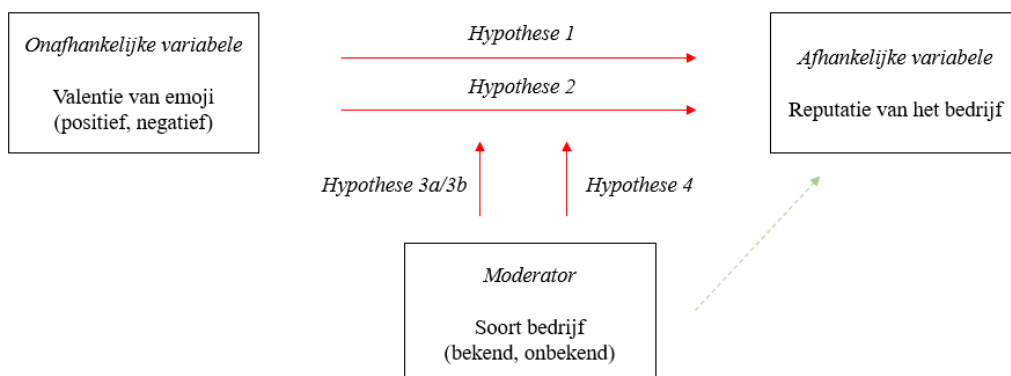 Onafhankelijke variabele
Valentie van emoji
(positief, negatief)
Hypothese 1
Hypothese 2
Afhankelijke variabele
Reputatie van het bedrijf
Hypothese 3a/3b
Hypothese 4
Moderator
Soort bedrijf
(bekend, onbekend)